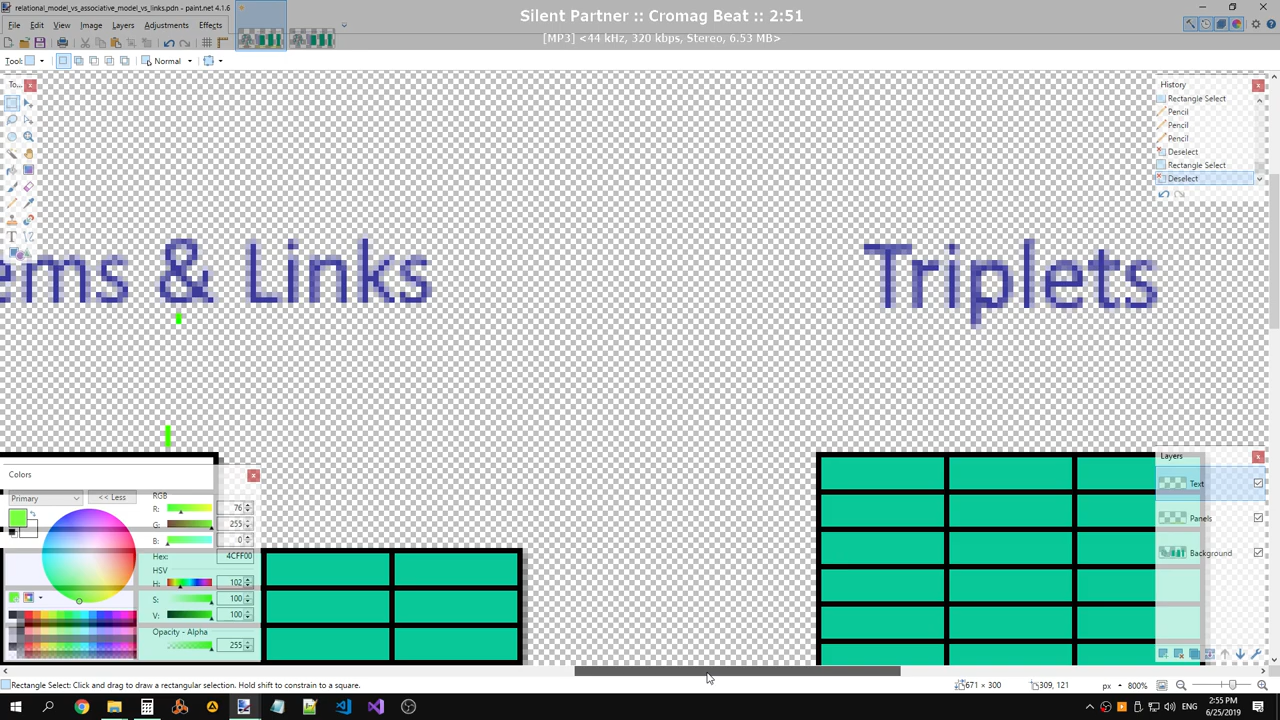 relational_model_vs_associative_model_vs_links.pdn - paint.net 4.1.6
Silent Partner :: Cromag Beat :: 2:51
[MP3] <44 kHz, 320 kbps, Stereo, 6.53 MB>
File Edit View Image Layers Adjustments Effects
Tool: Normal
To...
History
Rectangle Select
Pencil
Pencil
Pencil
Deselect
Rectangle Select
Deselect
ems & Links
Triplets
Colors
Primary
<< Less
RGB
R: 76
G: 255
B: 0
Hex: 4CFF00
HSV
H: 102
S: 100
V: 100
Opacity - Alpha
255
Layers
Text
Panels
Background
Rectangle Select: Click and drag to draw a rectangular selection. Hold shift to constrain to a square.
671 × 300
309, 121
px
800%
ENG
2:55 PM
6/25/2019